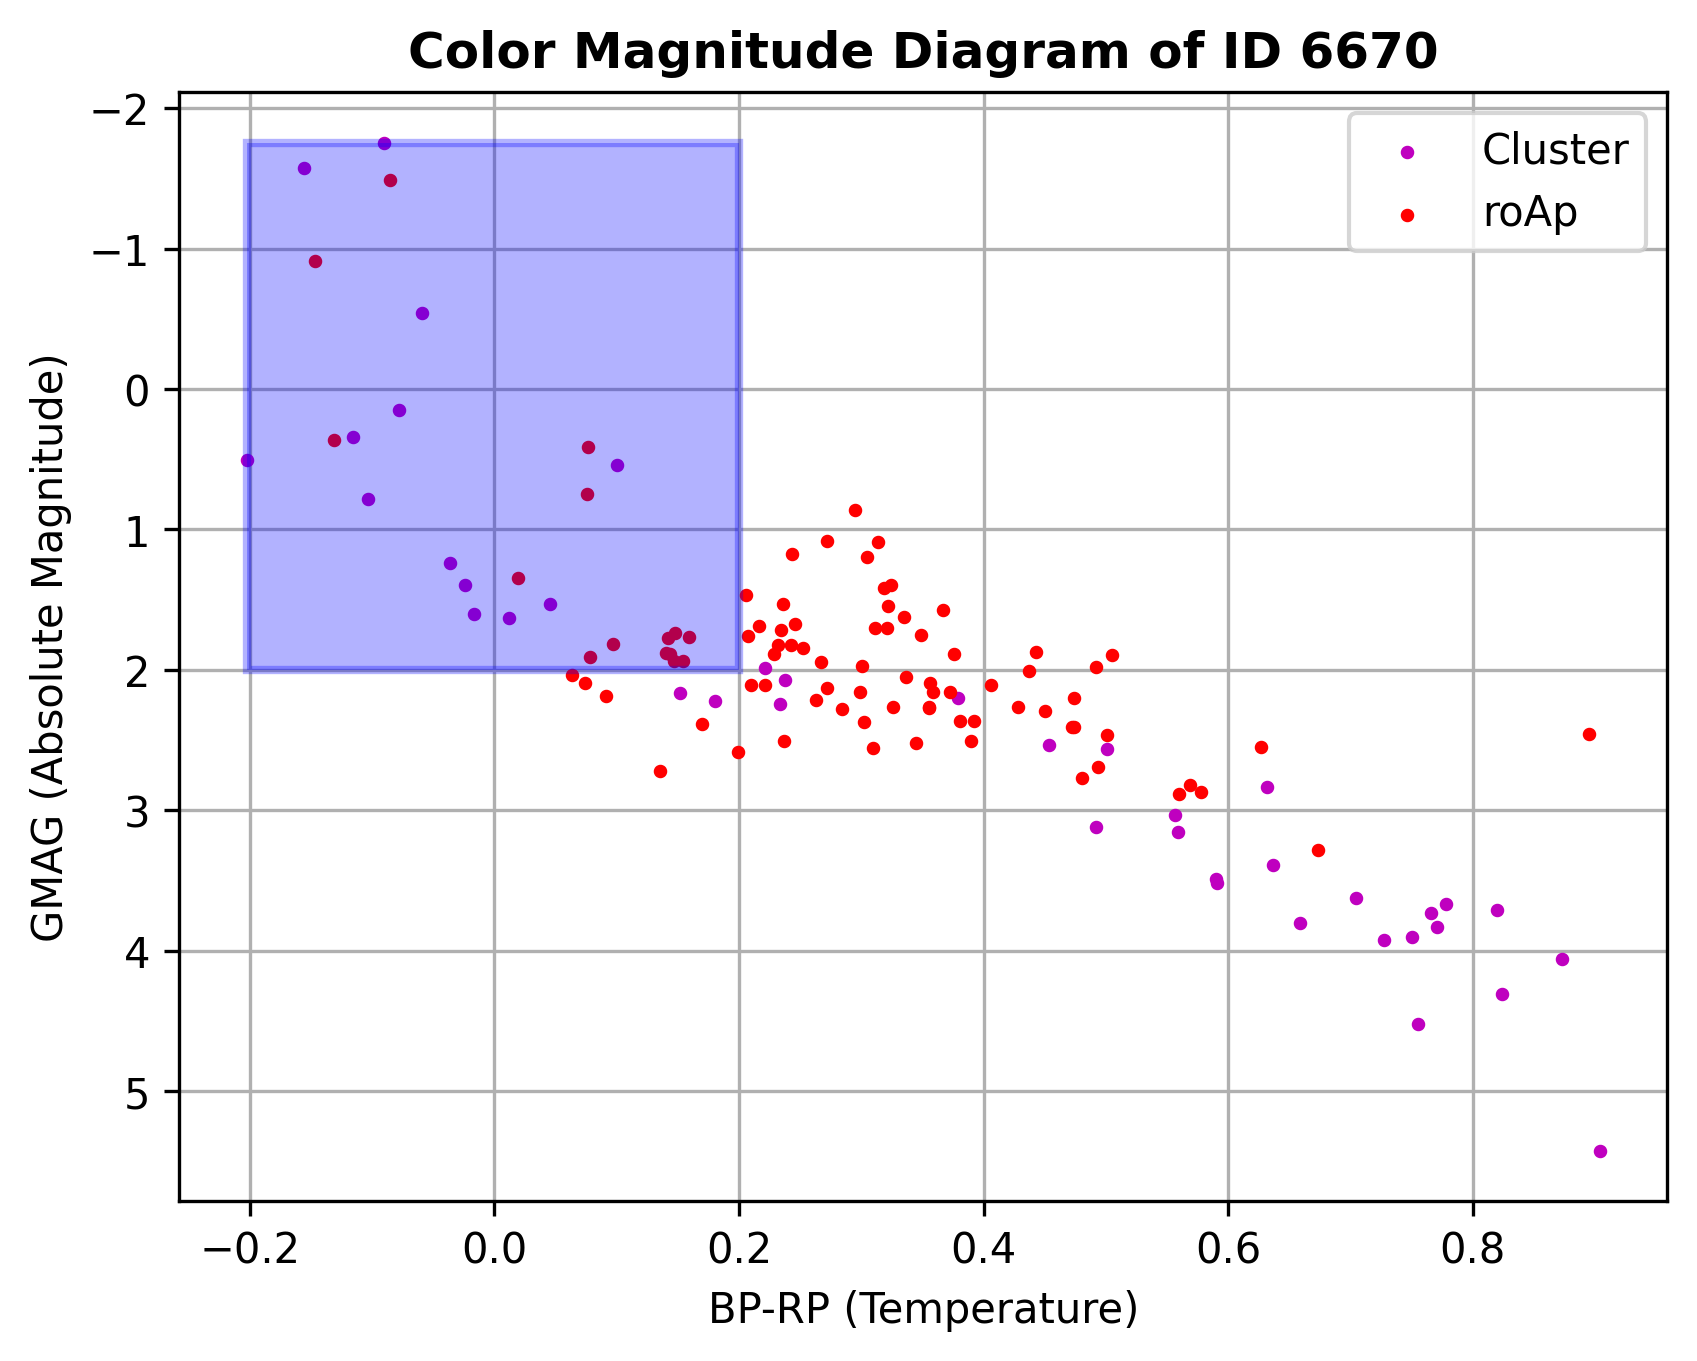 Color Magnitude Diagram of ID 6670
Cluster
roAp
−2
−1
0
1
2
3
4
5
GMAG (Absolute Magnitude)
−0.2 0.0 0.2 0.4 0.6 0.8
BP-RP (Temperature)